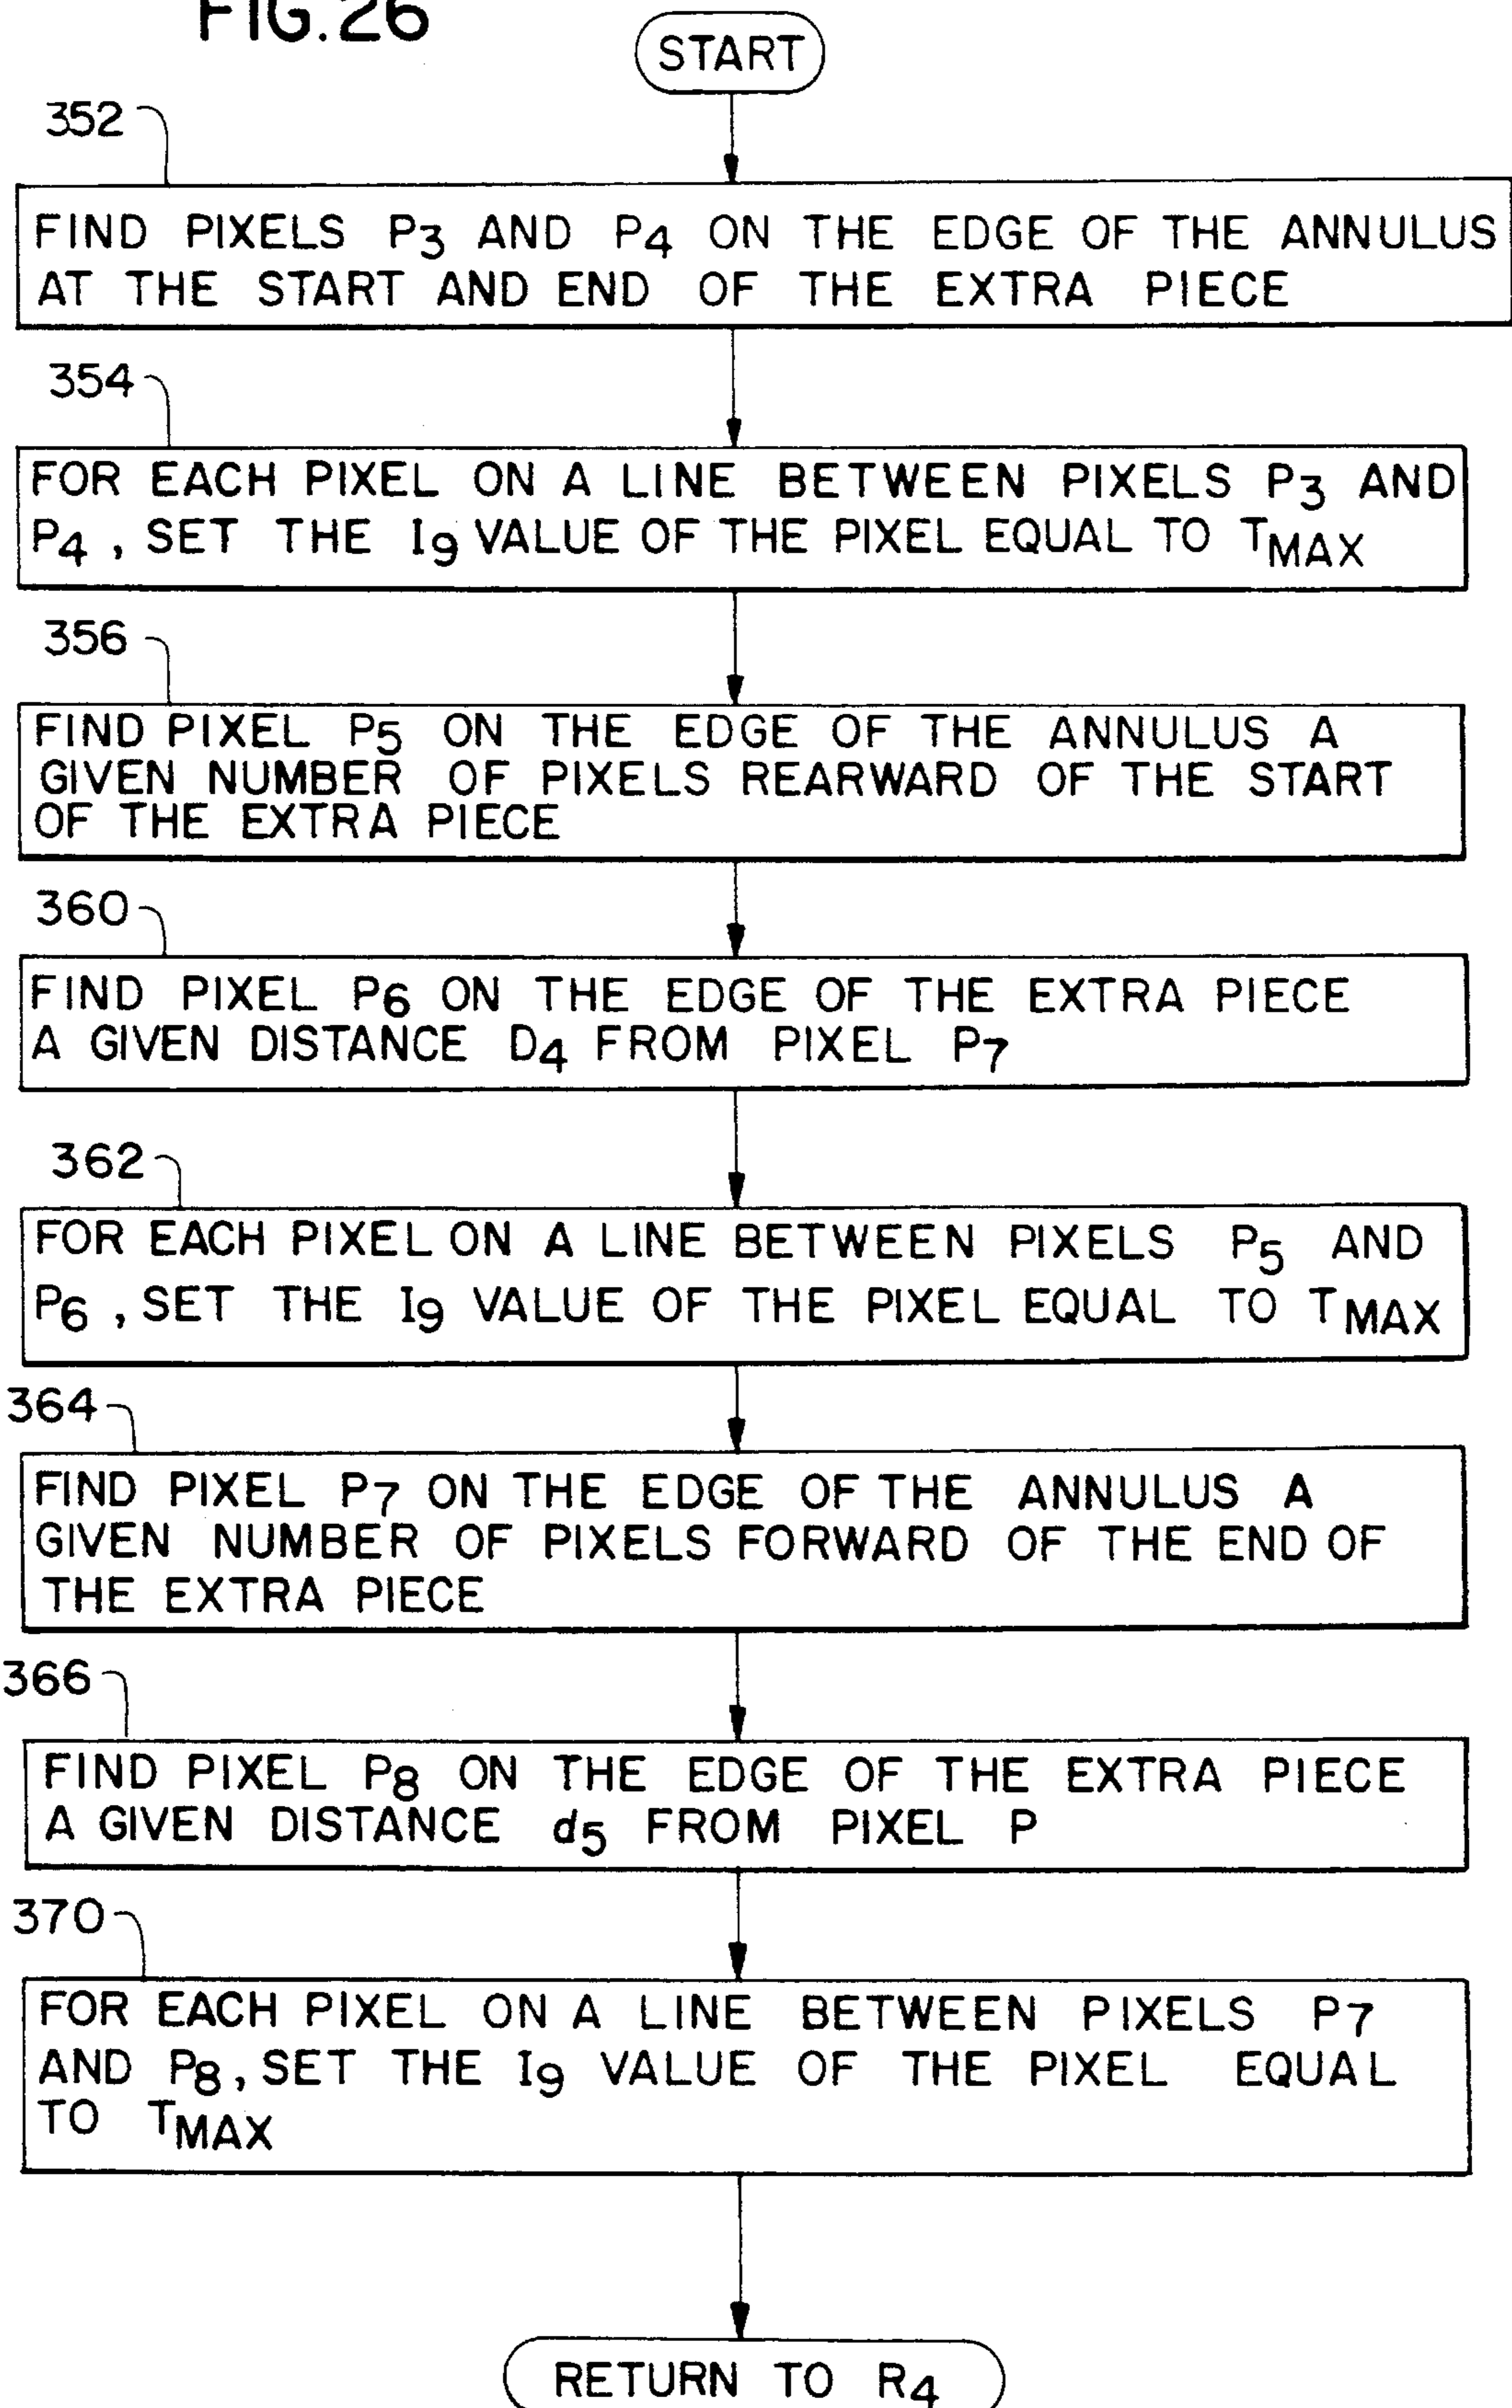 FIG.26
START
352
FIND PIXELS P3 AND P4 ON THE EDGE OF THE ANNULUS
AT THE START AND END OF THE EXTRA PIECE
354
FOR EACH PIXEL ON A LINE BETWEEN PIXELS P3 AND
P4, SET THE I9 VALUE OF THE PIXEL EQUAL TO TMAX
356
FIND PIXEL P5 ON THE EDGE OF THE ANNULUS A
GIVEN NUMBER OF PIXELS REARWARD OF THE START
OF THE EXTRA PIECE
360
FIND PIXEL P6 ON THE EDGE OF THE EXTRA PIECE
A GIVEN DISTANCE D4 FROM PIXEL P7
362
FOR EACH PIXEL ON A LINE BETWEEN PIXELS P5 AND
P6, SET THE I9 VALUE OF THE PIXEL EQUAL TO TMAX
364
FIND PIXEL P7 ON THE EDGE OF THE ANNULUS A
GIVEN NUMBER OF PIXELS FORWARD OF THE END OF
THE EXTRA PIECE
366
FIND PIXEL P8 ON THE EDGE OF THE EXTRA PIECE
A GIVEN DISTANCE d5 FROM PIXEL P
370
FOR EACH PIXEL ON A LINE BETWEEN PIXELS P7
AND P8, SET THE I9 VALUE OF THE PIXEL EQUAL
TO TMAX
RETURN TO R4